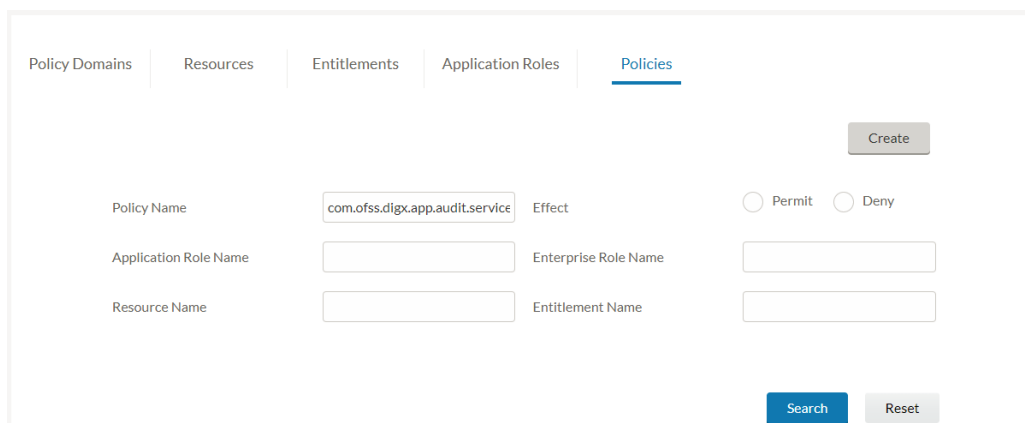 Policy Domains Resources Entitlements Application Roles Policies
Create
Policy Name com.ofss.digx.app.audit.service Effect Permit Deny
Application Role Name Enterprise Role Name
Resource Name Entitlement Name
Search Reset